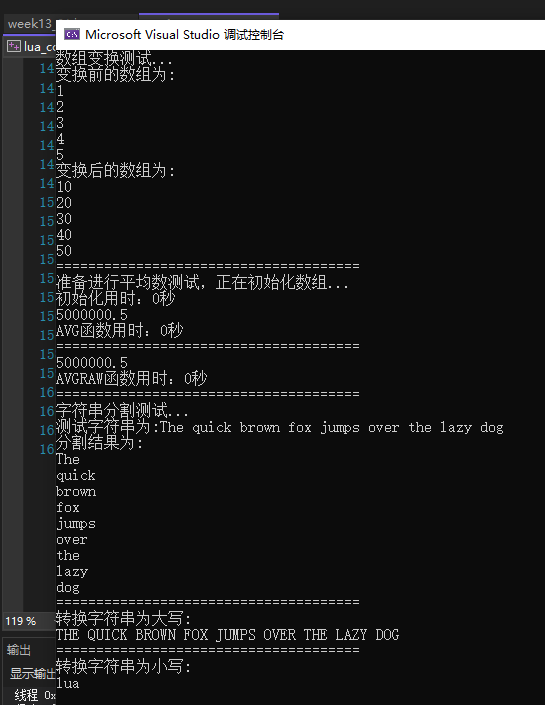 week13_
Microsoft Visual Studio 调试控制台
lua_co
数组变换测试...
变换前的数组为:
1
2
3
4
5
变换后的数组为:
10
20
30
40
50
======================================
准备进行平均数测试，正在初始化数组...
初始化用时：0秒
5000000.5
AVG函数用时：0秒
======================================
5000000.5
AVGRAW函数用时：0秒
======================================
字符串分割测试...
测试字符串为:The quick brown fox jumps over the lazy dog
分割结果为:
The
quick
brown
fox
jumps
over
the
lazy
dog
======================================
转换字符串为大写:
THE QUICK BROWN FOX JUMPS OVER THE LAZY DOG
======================================
转换字符串为小写:
lua
14
14
14
14
14
14
14
15
15
15
15
15
15
15
15
15
15
16
16
16
16
119 %
输出
显示输出
线程 0x